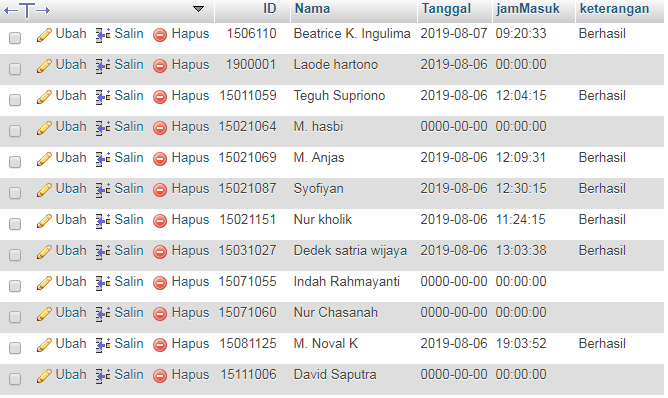 ID Nama Tanggal jamMasuk keterangan
Ubah Salin Hapus 1506110 Beatrice K. Ingulima 2019-08-07 09:20:33 Berhasil
Ubah Salin Hapus 1900001 Laode hartono 2019-08-06 00:00:00
Ubah Salin Hapus 15011059 Teguh Supriono 2019-08-06 12:04:15 Berhasil
Ubah Salin Hapus 15021064 M. hasbi 0000-00-00 00:00:00
Ubah Salin Hapus 15021069 M. Anjas 2019-08-06 12:09:31 Berhasil
Ubah Salin Hapus 15021087 Syofiyan 2019-08-06 12:30:15 Berhasil
Ubah Salin Hapus 15021151 Nur kholik 2019-08-06 11:24:15 Berhasil
Ubah Salin Hapus 15031027 Dedek satria wijaya 2019-08-06 13:03:38 Berhasil
Ubah Salin Hapus 15071055 Indah Rahmayanti 0000-00-00 00:00:00
Ubah Salin Hapus 15071060 Nur Chasanah 0000-00-00 00:00:00
Ubah Salin Hapus 15081125 M. Noval K 2019-08-06 19:03:52 Berhasil
Ubah Salin Hapus 15111006 David Saputra 0000-00-00 00:00:00